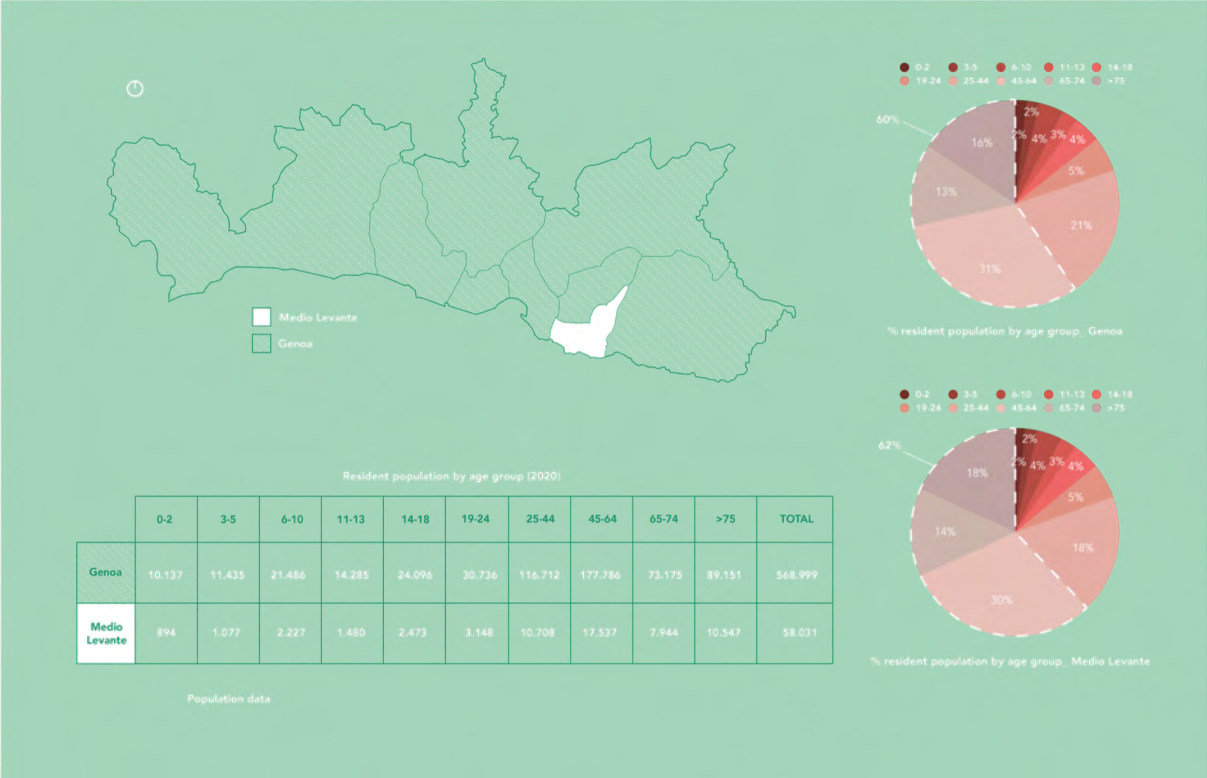 Medio Levante
Genoa
0-2 3-5 6-10 11-13 14-18
19-24 25-44 45-64 65-74 >75
60%
2%
2%
4%
3%
4%
5%
21%
31%
13%
16%
% resident population by age group_ Genoa
0-2 3-5 6-10 11-13 14-18
19-24 25-44 45-64 65-74 >75
62%
2%
2%
4%
3%
4%
5%
18%
30%
14%
18%
% resident population by age group_ Medio Levante
Resident population by age group (2020)
0-2 3-5 6-10 11-13 14-18 19-24 25-44 45-64 65-74 >75 TOTAL
Genoa 10.137 11.435 21.486 14.285 24.096 30.736 116.712 177.786 73.175 89.151 568.999
Medio
Levante 894 1.077 2.227 1.480 2.473 3.148 10.708 17.537 7.944 10.547 58.031
Population data